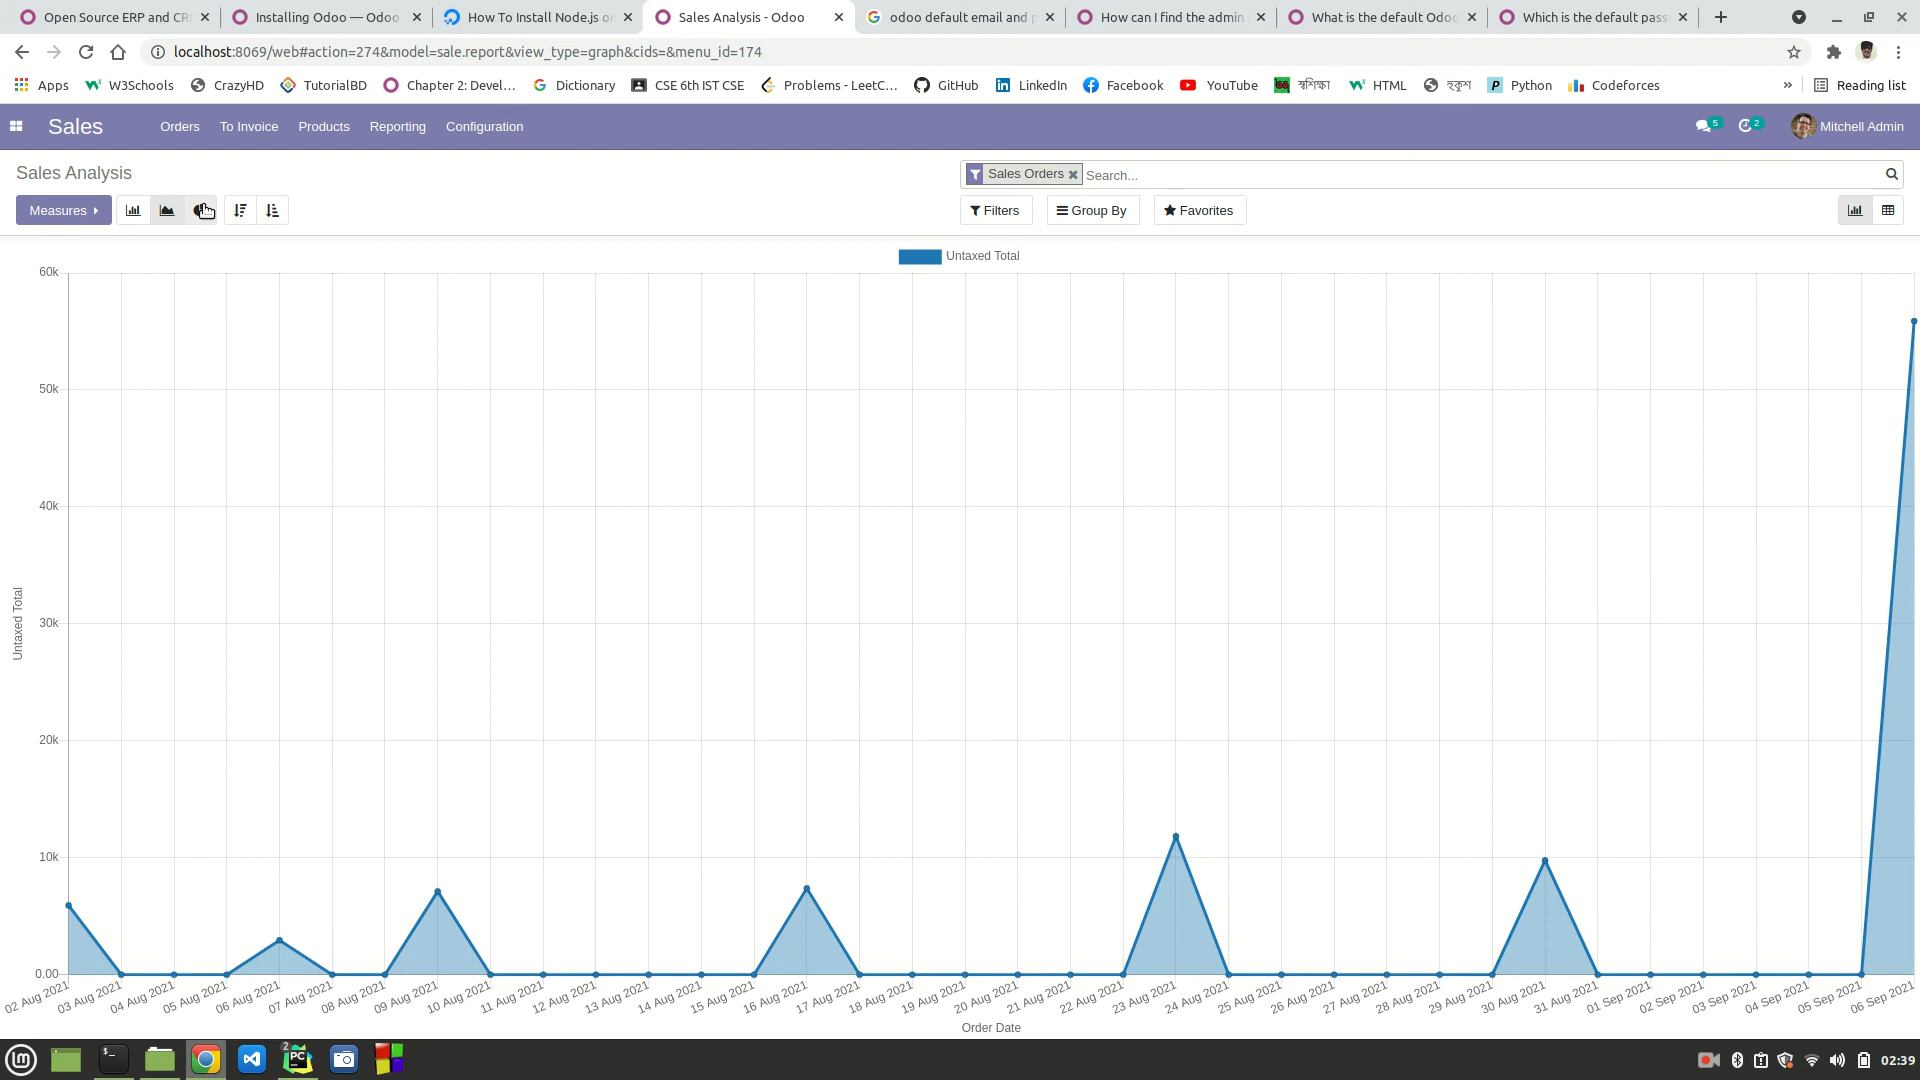 Open Source ERP and CR
Installing Odoo — Odoo
How To Install Node.js o
Sales Analysis - Odoo
odoo default email and p
How can I find the admin
What is the default Odoo
Which is the default pass
localhost:8069/web#action=274&model=sale.report&view_type=graph&cids=&menu_id=174
Apps
W3Schools
CrazyHD
TutorialBD
Chapter 2: Devel...
Dictionary
CSE 6th IST CSE
Problems - LeetC...
GitHub
LinkedIn
Facebook
YouTube
স্বশিক্ষা
HTML
হুকুশ
Python
Codeforces
»
Reading list
Sales
Orders
To Invoice
Products
Reporting
Configuration
5
2
Mitchell Admin
Sales Analysis
Sales Orders
Search...
Measures
Filters
Group By
Favorites
Untaxed Total
60k
50k
40k
30k
20k
10k
0.00
Untaxed Total
02 Aug 2021
03 Aug 2021
04 Aug 2021
05 Aug 2021
06 Aug 2021
07 Aug 2021
08 Aug 2021
09 Aug 2021
10 Aug 2021
11 Aug 2021
12 Aug 2021
13 Aug 2021
14 Aug 2021
15 Aug 2021
16 Aug 2021
17 Aug 2021
18 Aug 2021
19 Aug 2021
20 Aug 2021
21 Aug 2021
22 Aug 2021
23 Aug 2021
24 Aug 2021
25 Aug 2021
26 Aug 2021
27 Aug 2021
28 Aug 2021
29 Aug 2021
30 Aug 2021
31 Aug 2021
01 Sep 2021
02 Sep 2021
03 Sep 2021
04 Sep 2021
05 Sep 2021
06 Sep 2021
Order Date
2
PC
02:39